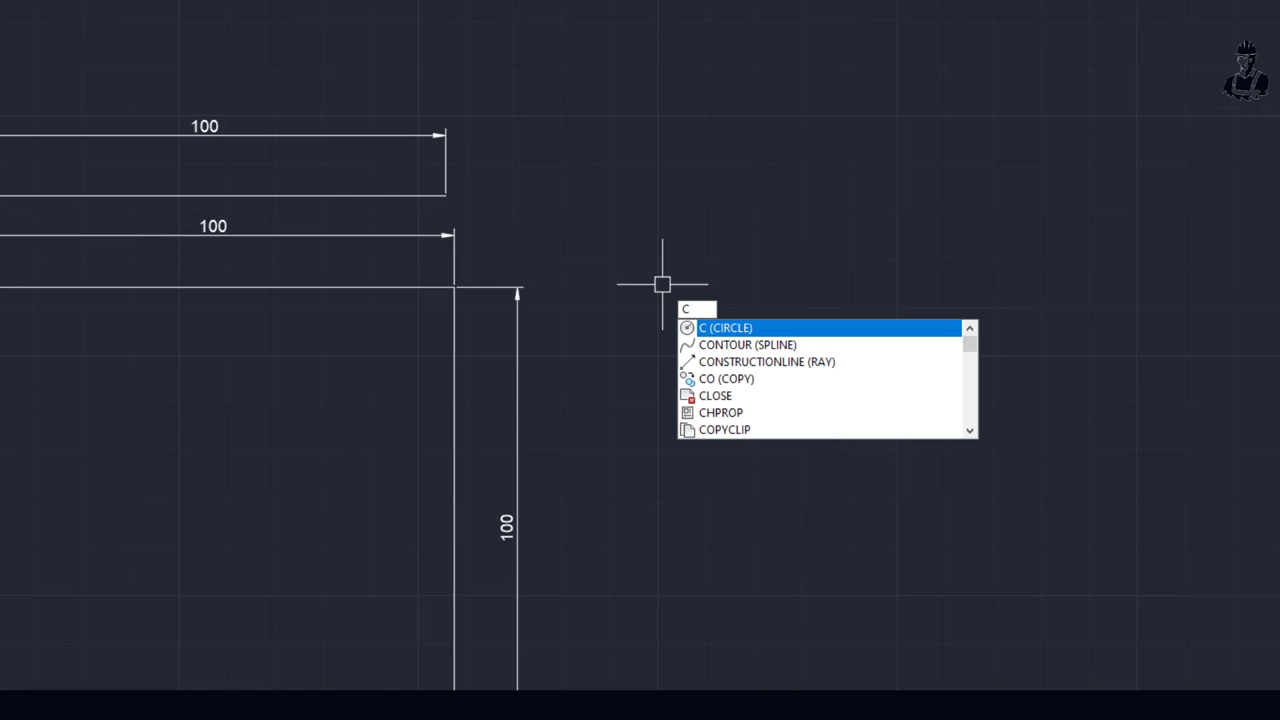 100
100
C
C (CIRCLE)
CONTOUR (SPLINE)
CONSTRUCTIONLINE (RAY)
CO (COPY)
CLOSE
CHPROP
COPYCLIP
100